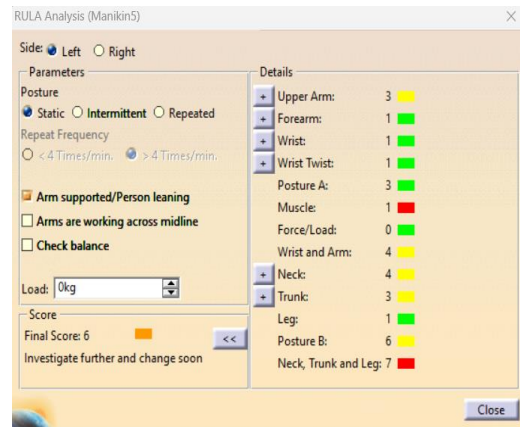 RULA Analysis (Manikin5)
Side: Left Right
Parameters
Posture
Static Intermittent Repeated
Repeat Frequency
< 4 Times/min. > 4 Times/min.
Arm supported/Person leaning
Arms are working across midline
Check balance
Load: 0kg
Score
Final Score: 6
<<
Investigate further and change soon
Details
+ Upper Arm: 3
+ Forearm: 1
+ Wrist: 1
+ Wrist Twist: 1
Posture A: 3
Muscle: 1
Force/Load: 0
Wrist and Arm: 4
+ Neck: 4
+ Trunk: 3
Leg: 1
Posture B: 6
Neck, Trunk and Leg: 7
Close